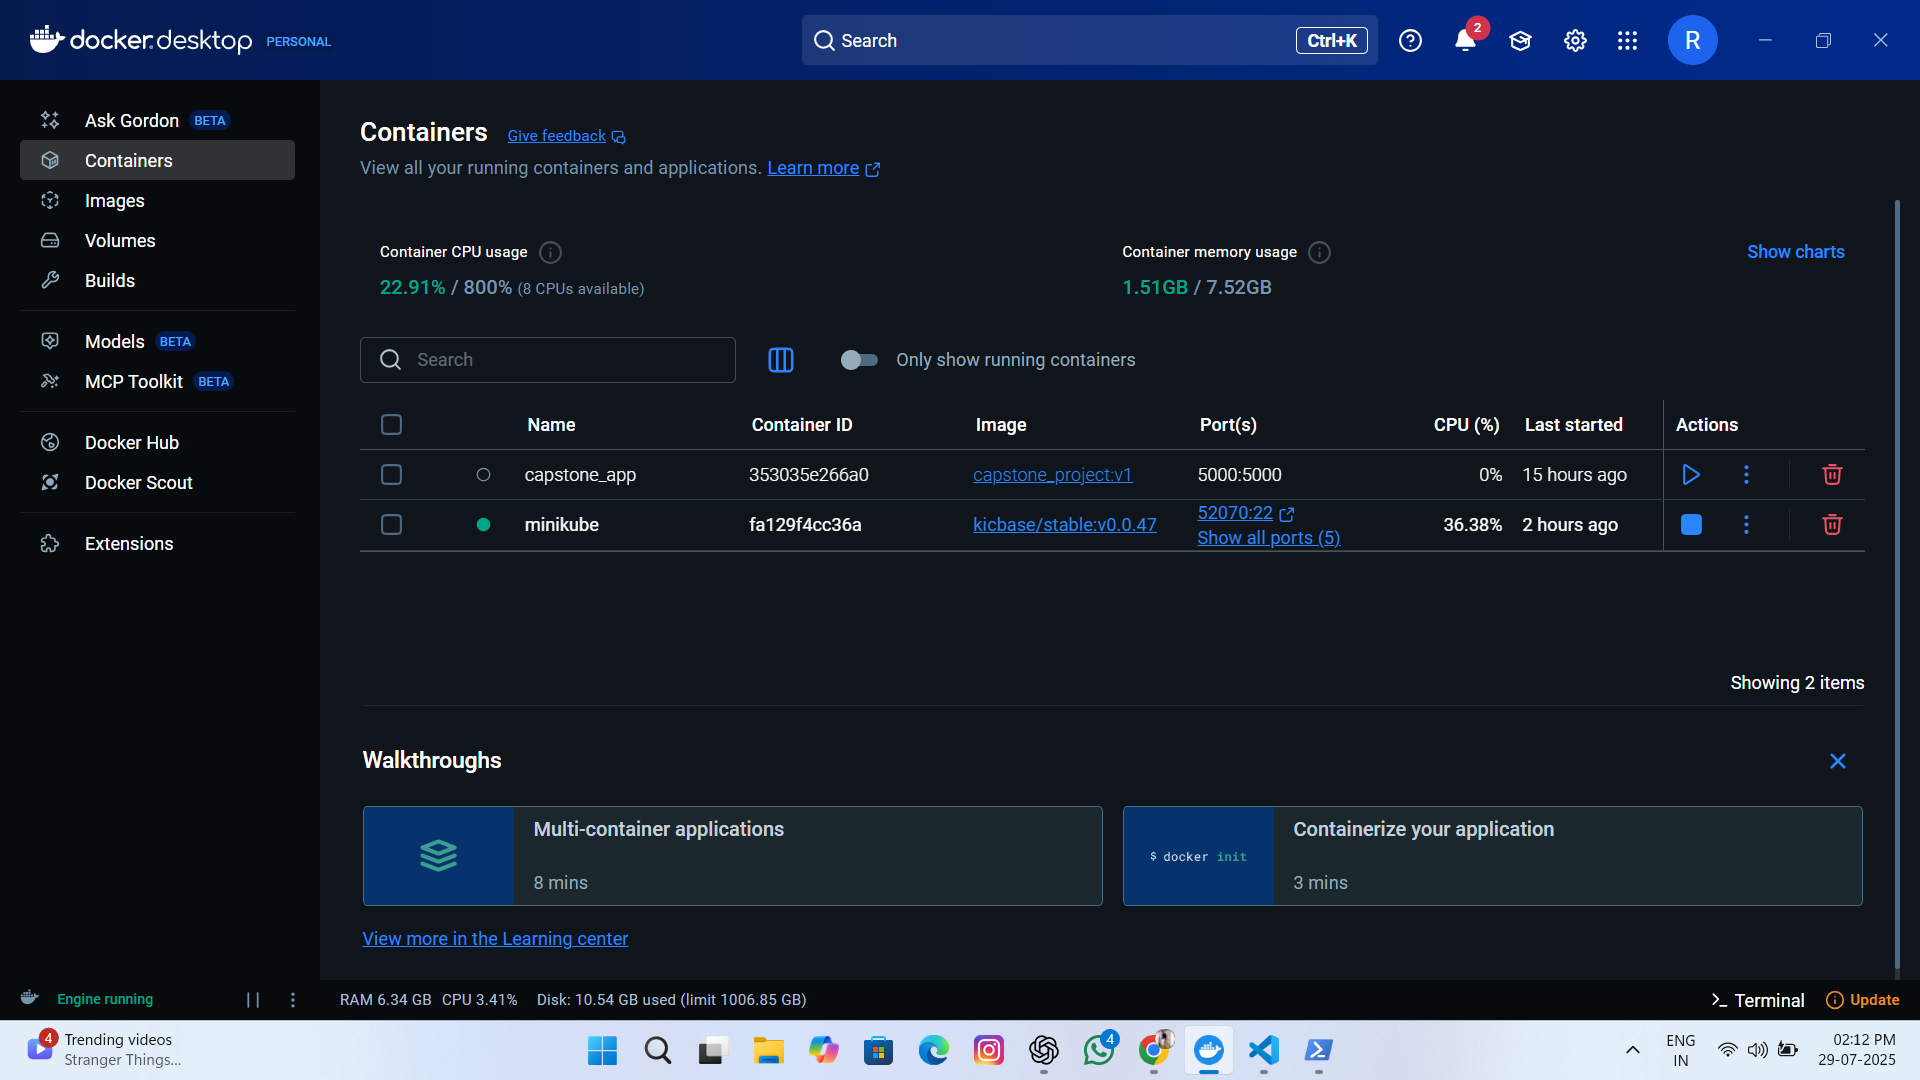 docker.desktop PERSONAL
Search Ctrl+K
2
R
Ask Gordon BETA
Containers
Images
Volumes
Builds
Models BETA
MCP Toolkit BETA
Docker Hub
Docker Scout
Extensions
Containers Give feedback
View all your running containers and applications. Learn more
Container CPU usage
22.91% / 800% (8 CPUs available)
Container memory usage
1.51GB / 7.52GB
Show charts
Search
Only show running containers
Name Container ID Image Port(s) CPU (%) Last started Actions
capstone_app 353035e266a0 capstone_project:v1 5000:5000 0% 15 hours ago
minikube fa129f4cc36a kicbase/stable:v0.0.47 52070:22 36.38% 2 hours ago
Show all ports (5)
Showing 2 items
Walkthroughs
Multi-container applications
8 mins
$ docker init
Containerize your application
3 mins
View more in the Learning center
Engine running
RAM 6.34 GB CPU 3.41% Disk: 10.54 GB used (limit 1006.85 GB)
Terminal
Update
4
Trending videos
Stranger Things...
4
ENG
IN
02:12 PM
29-07-2025